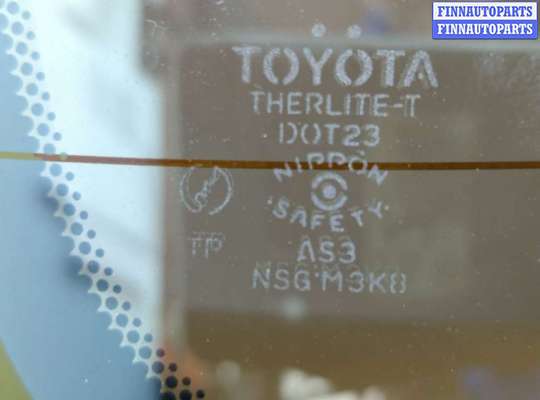 FINNAUTOPARTS
FINNAUTOPARTS
TOYOTA
THERLITE-T
DOT23
NIPPON
SAFETY
TP
AS3
NSG M3K8